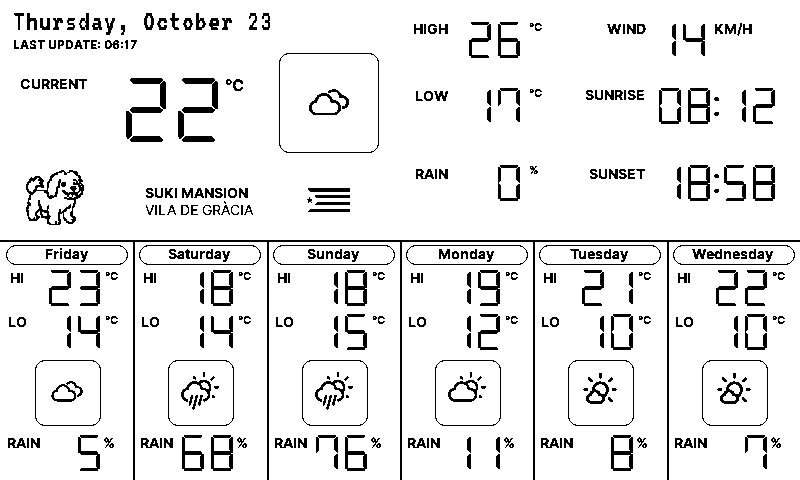 Thursday, October 23
LAST UPDATE: 06:17
CURRENT 22 °C
HIGH 26 °C
WIND 14 KM/H
LOW 17 °C
SUNRISE 08:12
RAIN 0 %
SUNSET 18:58
SUKI MANSION
VILA DE GRÀCIA
Friday
HI 23 °C
LO 14 °C
RAIN 5 %
Saturday
HI 18 °C
LO 14 °C
RAIN 68 %
Sunday
HI 18 °C
LO 15 °C
RAIN 76 %
Monday
HI 19 °C
LO 12 °C
RAIN 11 %
Tuesday
HI 21 °C
LO 10 °C
RAIN 8 %
Wednesday
HI 22 °C
LO 10 °C
RAIN 7 %